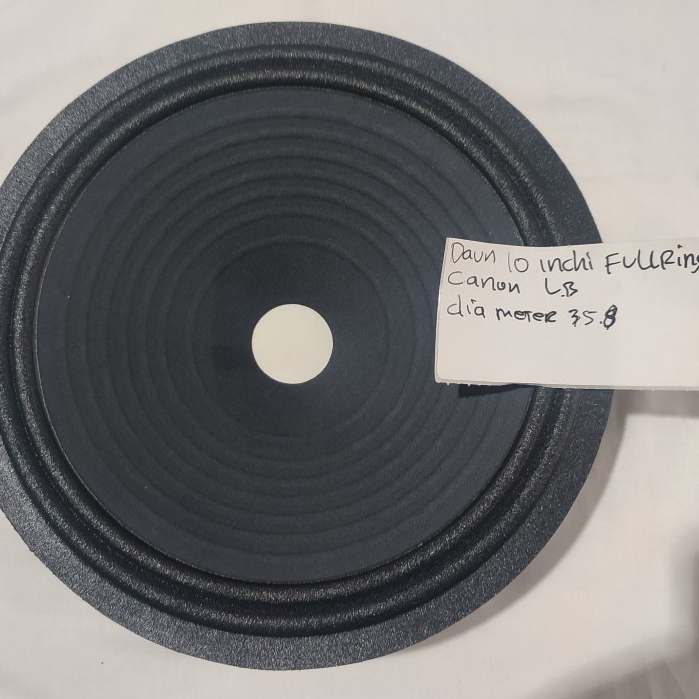 Daun 10 inchi FULLRing
Canon LB
diameter 35.8